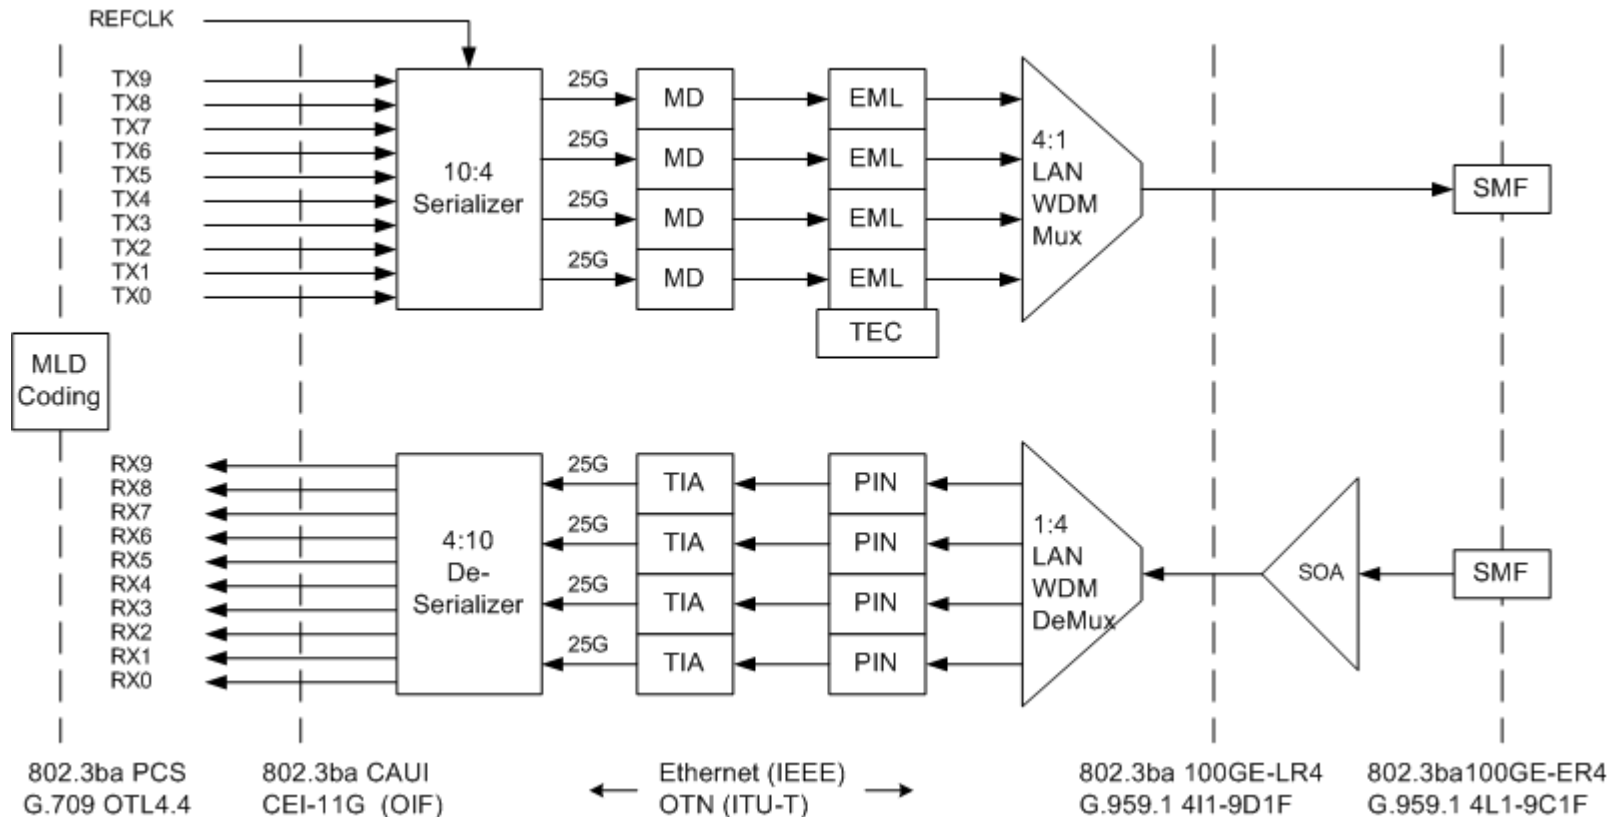 REFCLK
TX9
TX8
TX7
TX6
TX5
TX4
TX3
TX2
TX1
TX0
10:4
Serializer
25G
25G
25G
25G
MD
MD
MD
MD
EML
EML
EML
EML
TEC
4:1
LAN
WDM
Mux
SMF
MLD
Coding
RX9
RX8
RX7
RX6
RX5
RX4
RX3
RX2
RX1
RX0
4:10
De-
Serializer
25G
25G
25G
25G
TIA
TIA
TIA
TIA
PIN
PIN
PIN
PIN
1:4
LAN
WDM
DeMux
SOA
SMF
802.3ba PCS
G.709 OTL4.4
802.3ba CAUI
CEI-11G (OIF)
Ethernet (IEEE)
OTN (ITU-T)
802.3ba 100GE-LR4
G.959.1 4I1-9D1F
802.3ba100GE-ER4
G.959.1 4L1-9C1F